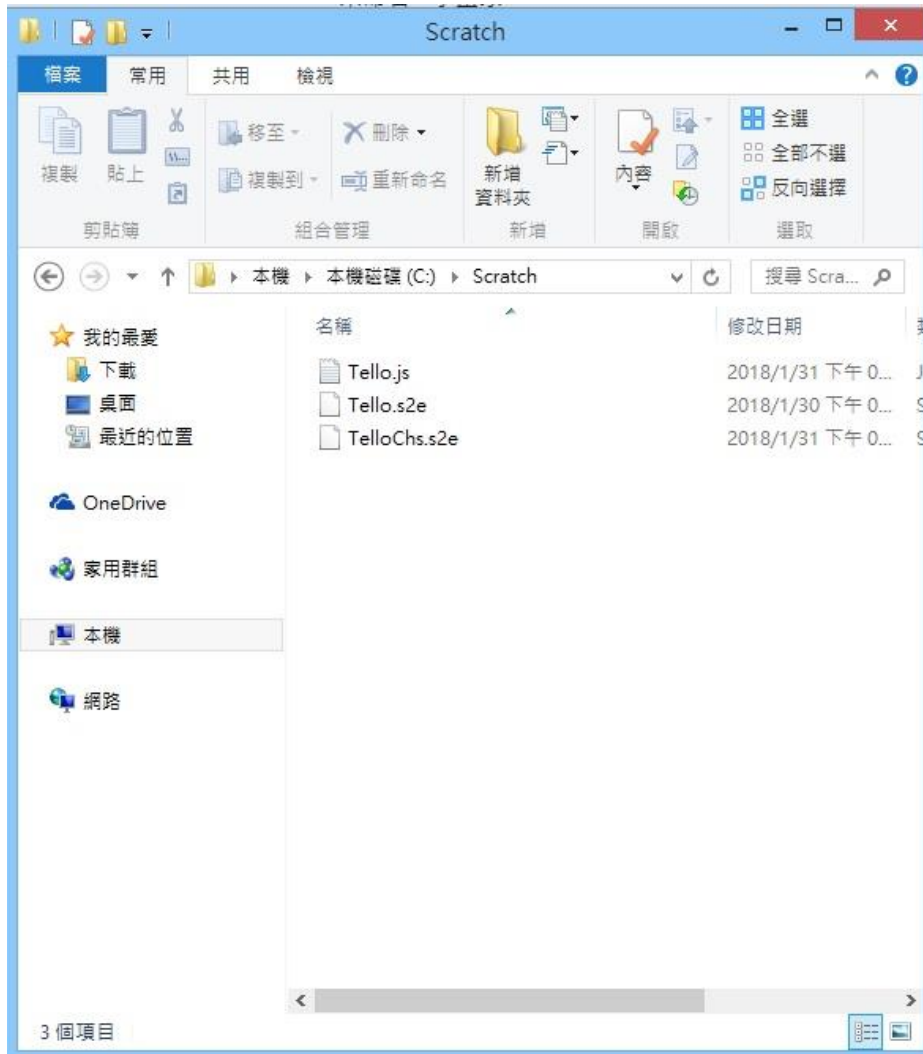 Scratch
檔案 常用 共用 檢視
複製 貼上 移至 刪除 新增資料夾 內容 全選
複製到 重新命名 全部不選
反向選擇
剪貼簿 組合管理 新增 開啟 選取
本機 本機磁碟 (C:) Scratch 搜尋 Scra...
名稱 修改日期
我的最愛
下載
桌面
最近的位置
OneDrive
家用群組
本機
網路
Tello.js 2018/1/31 下午 0...
Tello.s2e 2018/1/30 下午 0...
TelloChs.s2e 2018/1/31 下午 0...
3 個項目